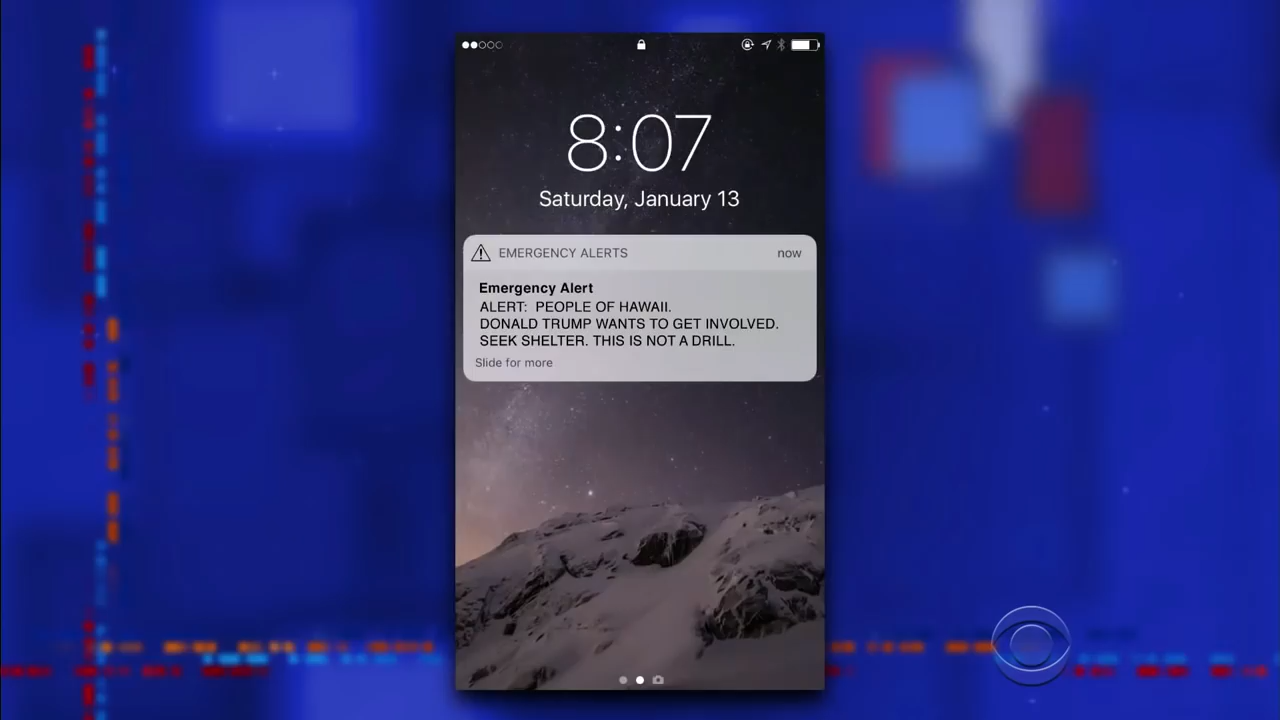 8:07
Saturday, January 13
EMERGENCY ALERTS now
Emergency Alert
ALERT:  PEOPLE OF HAWAII.
DONALD TRUMP WANTS TO GET INVOLVED.
SEEK SHELTER. THIS IS NOT A DRILL.
Slide for more